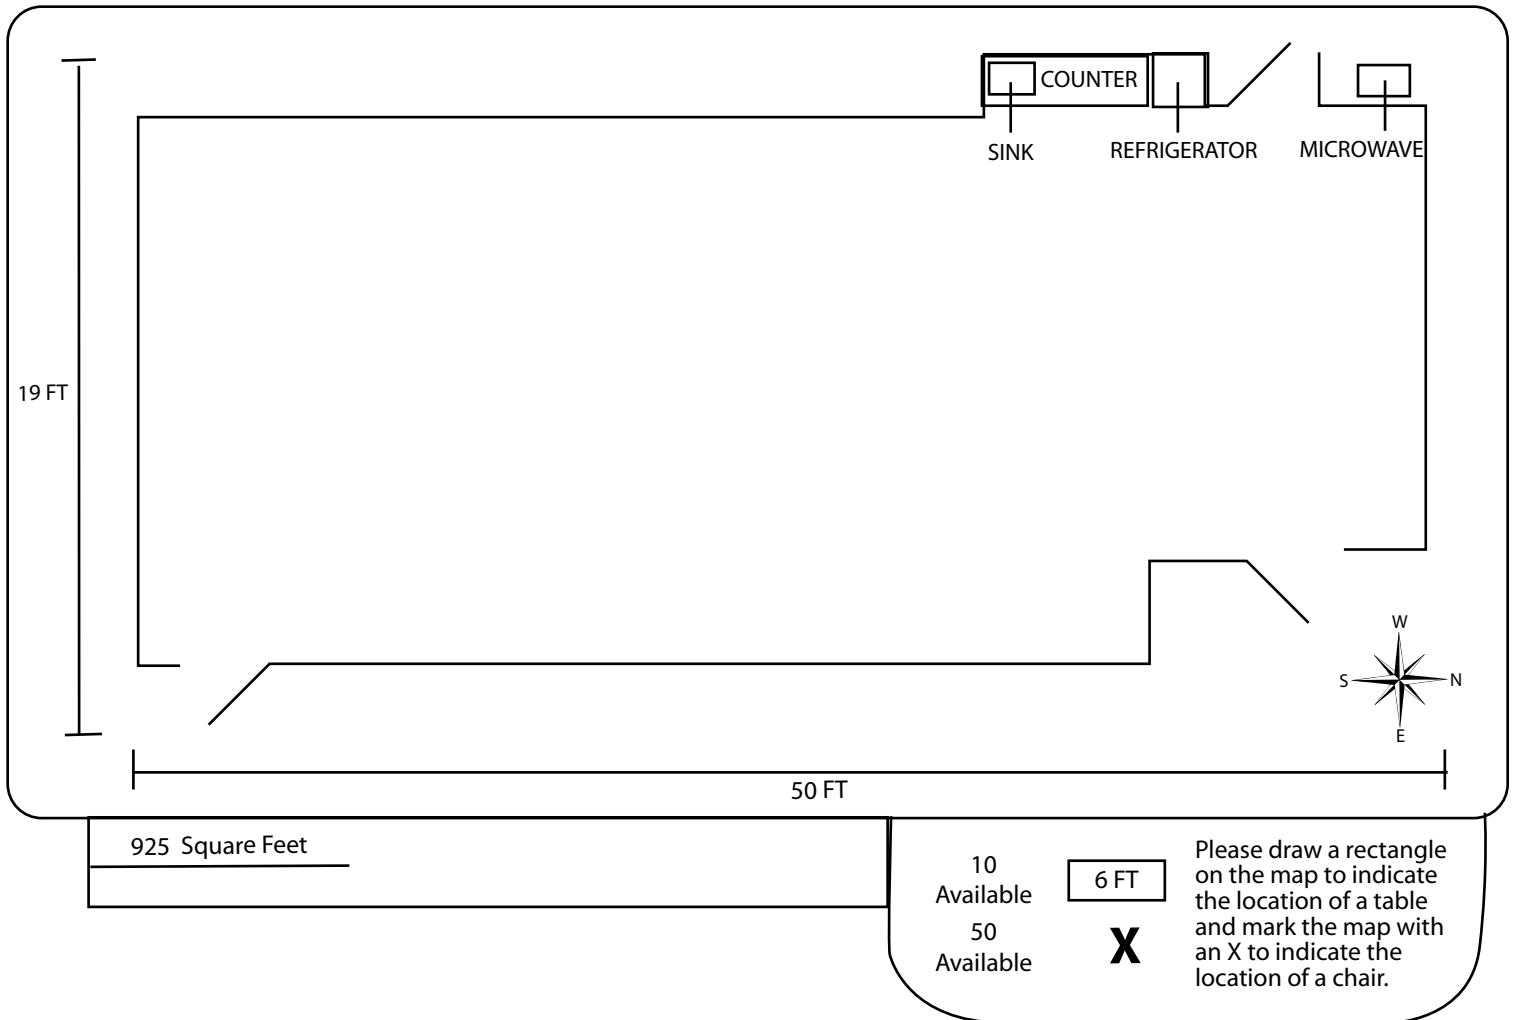 COUNTER
SINK
REFRIGERATOR
MICROWAVE
19 FT
W
S
N
E
50 FT
925 Square Feet
10
Available
6 FT
50
Available
X
Please draw a rectangle
on the map to indicate
the location of a table
and mark the map with
an X to indicate the
location of a chair.